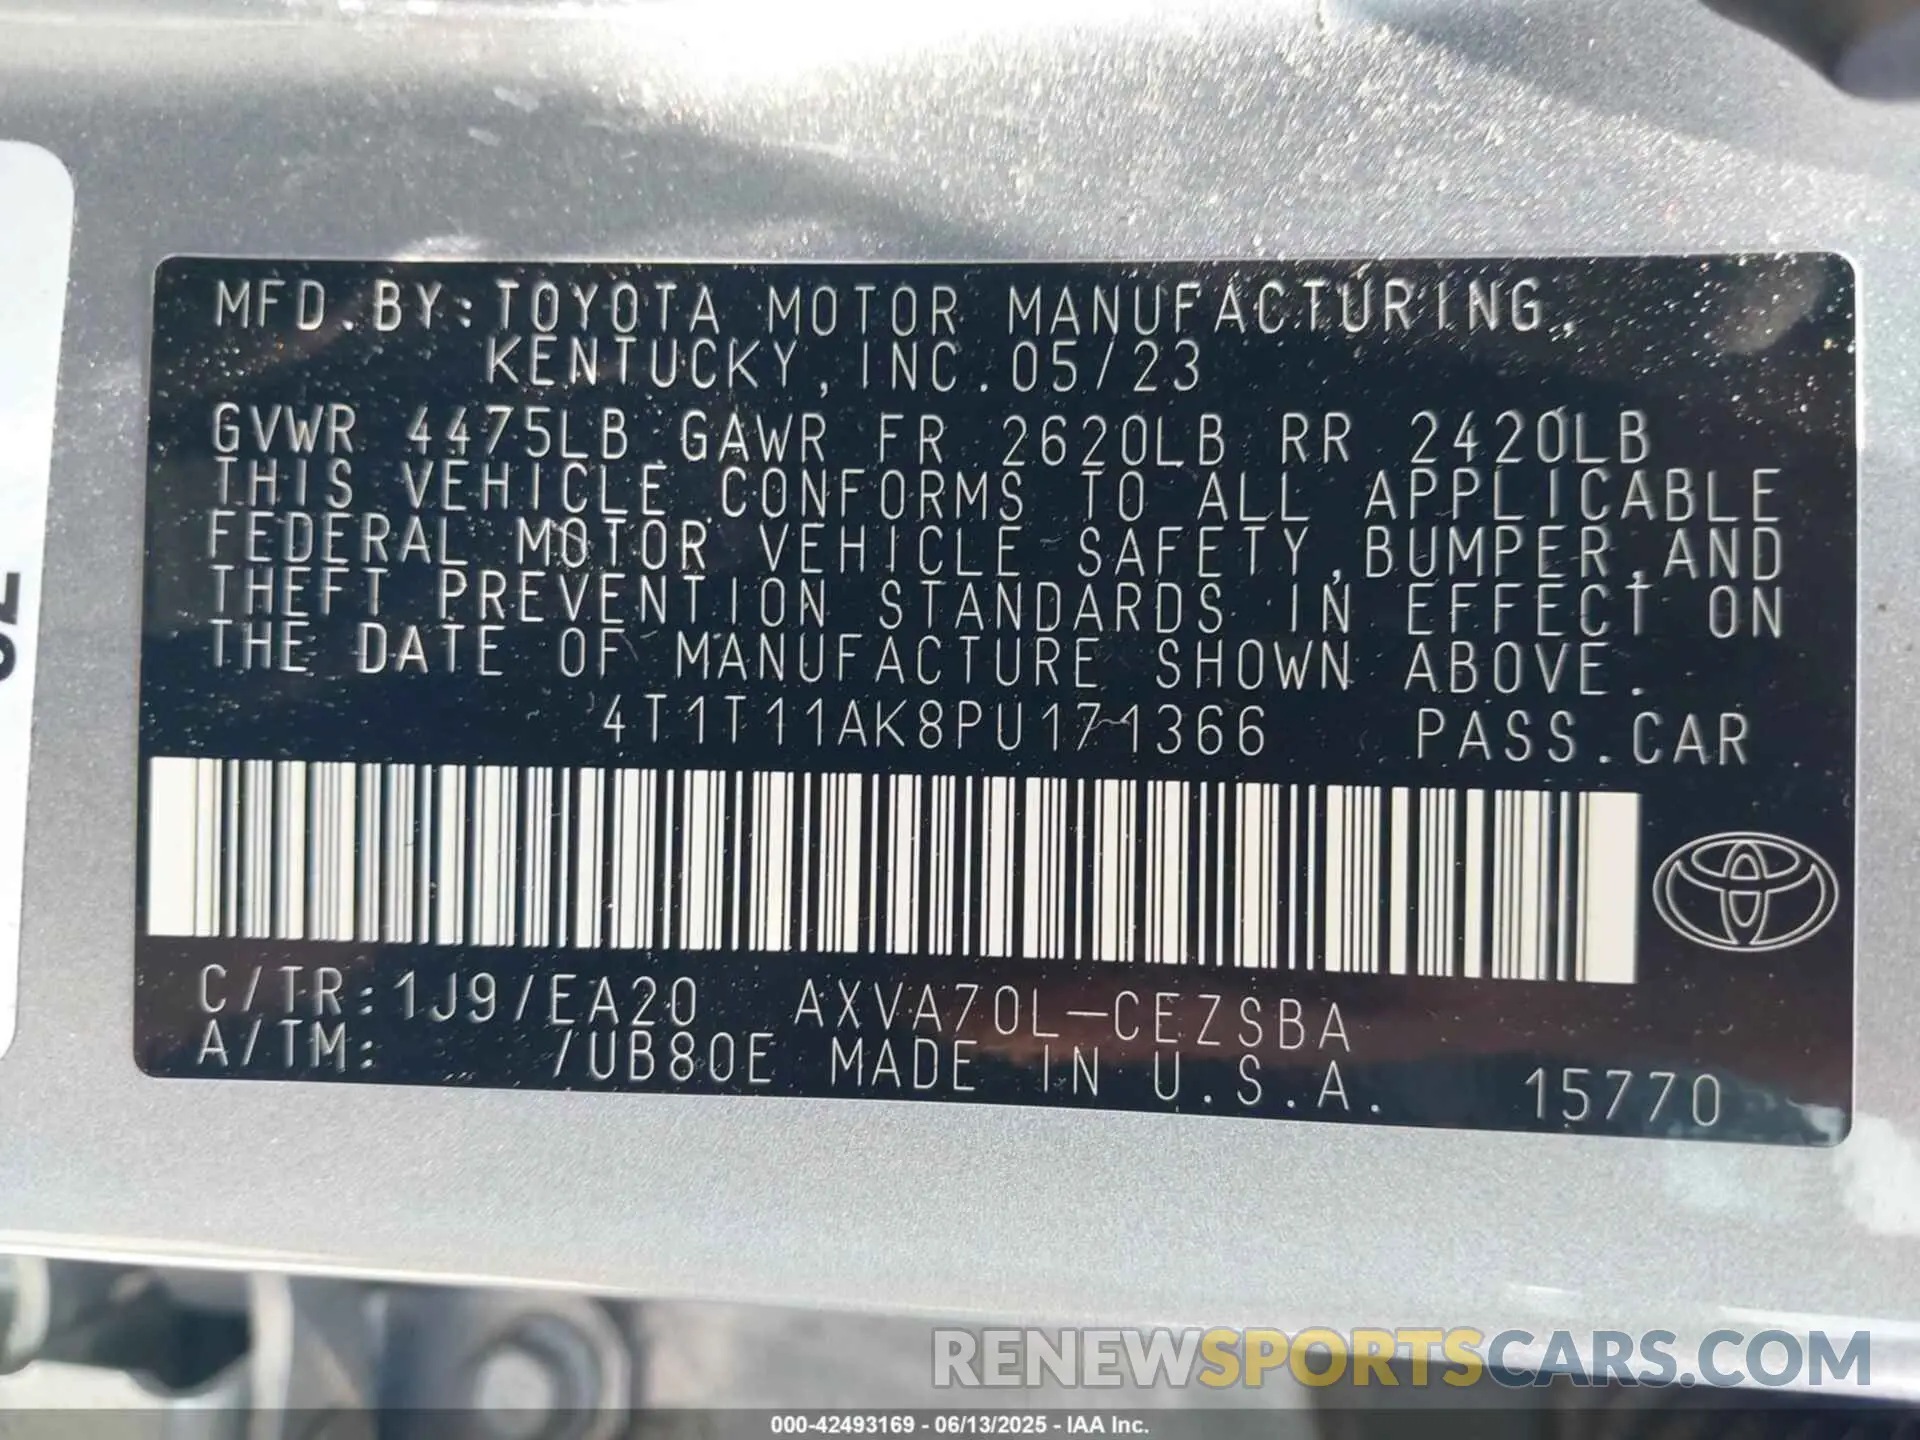 MFD.BY:TOYOTA MOTOR MANUFACTURING,
KENTUCKY, INC. 05/23
GVWR 4475LB GAWR FR 2620LB RR 2420LB
THIS VEHICLE CONFORMS TO ALL APPLICABLE
FEDERAL MOTOR VEHICLE SAFETY,BUMPER,AND
THEFT PREVENTION STANDARDS IN EFFECT ON
THE DATE OF MANUFACTURE SHOWN ABOVE.
4T1T11AK8PU171366 PASS.CAR
C/TR:1J9/EA20 AXVA70L-CEZSBA
A/TM: /UB80E MADE IN U.S.A. 15770
RENEWSPORTSCARS.COM
000-42493169 - 06/13/2025 - IAA Inc.